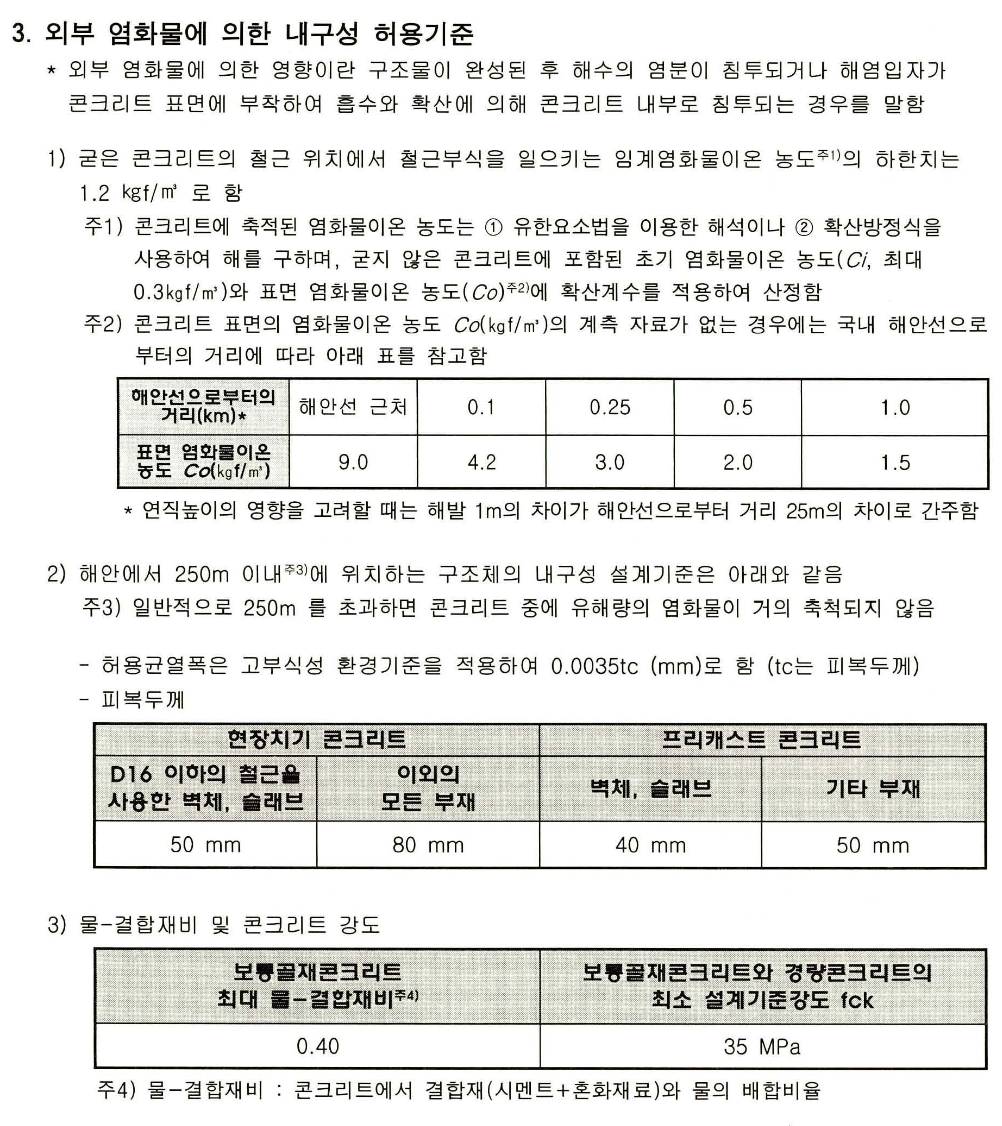 3. 외부 염화물에 의한 내구성 허용기준
* 외부 염화물에 의한 영향이란 구조물이 완성된 후 해수의 염분이 침투되거나 해염입자가
콘크리트 표면에 부착하여 흡수와 확산에 의해 콘크리트 내부로 침투되는 경우를 말함
1) 굳은 콘크리트의 철근 위치에서 철근부식을 일으키는 임계염화물이온 농도주1)의 하한치는
1.2 kgf/㎥ 로 함
주1) 콘크리트에 축적된 염화물이온 농도는 ① 유한요소법을 이용한 해석이나 ② 확산방정식을
사용하여 해를 구하며, 굳지 않은 콘크리트에 포함된 초기 염화물이온 농도(Ci, 최대
0.3kgf/㎥)와 표면 염화물이온 농도(Co)주2)에 확산계수를 적용하여 산정함
주2) 콘크리트 표면의 염화물이온 농도 Co(kgf/㎥)의 계측 자료가 없는 경우에는 국내 해안선으로
부터의 거리에 따라 아래 표를 참고함
해안선으로부터의 거리(km)* 해안선 근처 0.1 0.25 0.5 1.0
표면 염화물이온 농도 Co(kgf/㎥) 9.0 4.2 3.0 2.0 1.5
* 연직높이의 영향을 고려할 때는 해발 1m의 차이가 해안선으로부터 거리 25m의 차이로 간주함
2) 해안에서 250m 이내주3)에 위치하는 구조체의 내구성 설계기준은 아래와 같음
주3) 일반적으로 250m 를 초과하면 콘크리트 중에 유해량의 염화물이 거의 축척되지 않음
- 허용균열폭은 고부식성 환경기준을 적용하여 0.0035tc (mm)로 함 (tc는 피복두께)
- 피복두께
현장치기 콘크리트 프리캐스트 콘크리트
D16 이하의 철근을 사용한 벽체, 슬래브 이외의 모든 부재 벽체, 슬래브 기타 부재
50 mm 80 mm 40 mm 50 mm
3) 물-결합재비 및 콘크리트 강도
보통골재콘크리트 최대 물-결합재비주4) 보통골재콘크리트와 경량콘크리트의 최소 설계기준강도 fck
0.40 35 MPa
주4) 물-결합재비 : 콘크리트에서 결합재(시멘트+혼화재료)와 물의 배합비율